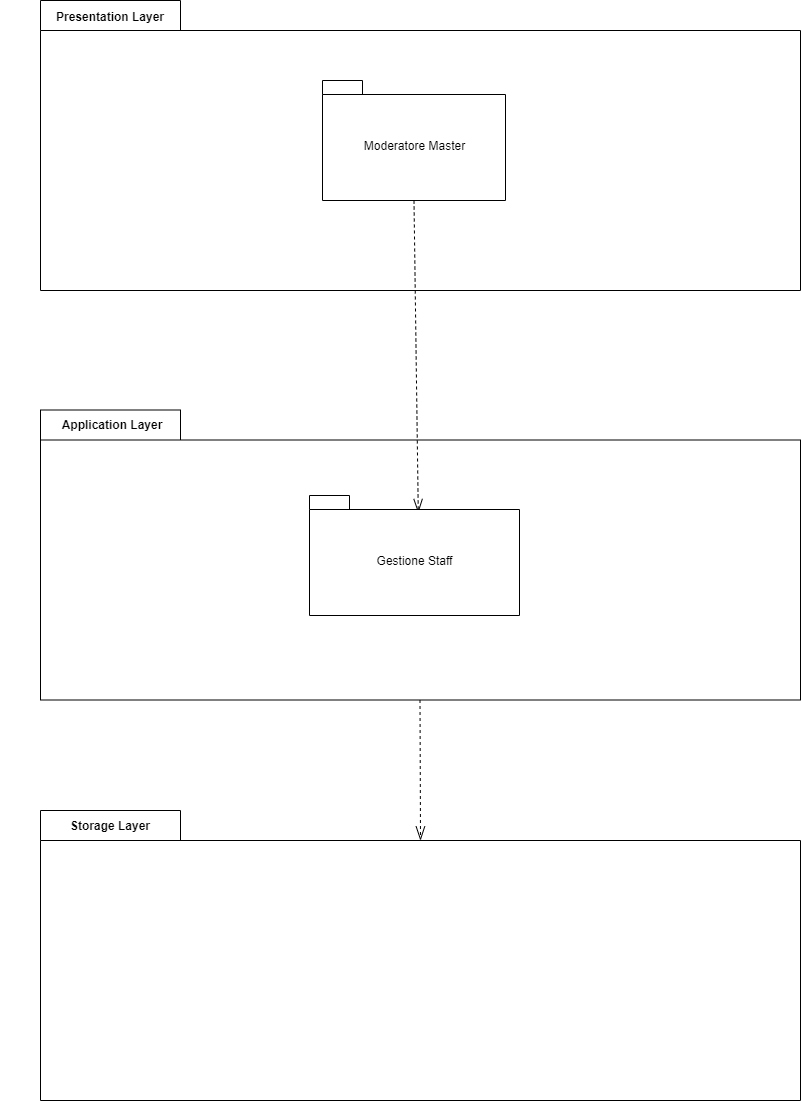 Presentation Layer
Moderatore Master
Application Layer
Gestione Staff
Storage Layer